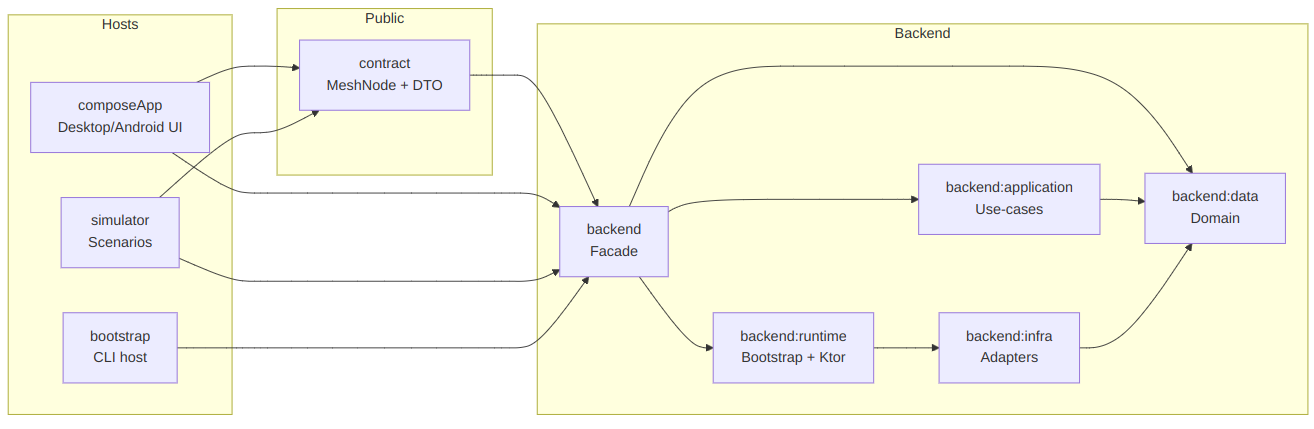 Hosts
composeApp
Desktop/Android UI
simulator
Scenarios
bootstrap
CLI host
Public
contract
MeshNode + DTO
Backend
backend
Facade
backend:application
Use-cases
backend:runtime
Bootstrap + Ktor
backend:infra
Adapters
backend:data
Domain